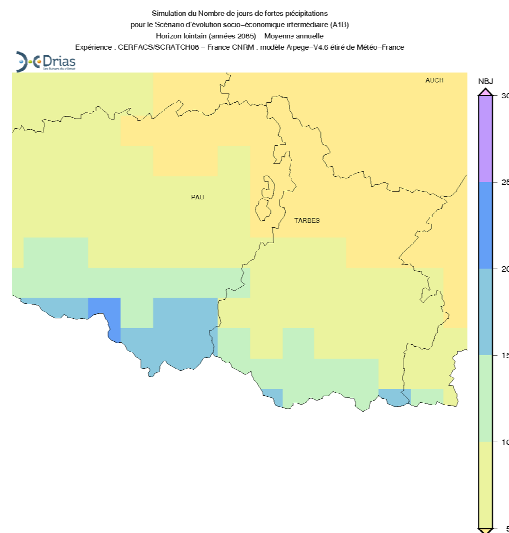 Simulation du Nombre de jours de fortes précipitations
pour le Scénario d'évolution socio-économique intermédiaire (A1B)
Horizon lointain (années 2085) Moyenne annuelle
Expérience : CERFACS/SCRATCH08 - France CNRM : modèle Arpege-V4.6 étiré de Météo-France
Drias
AUCH
NBJ
30
25
PAU
TARBES
20
15
10
5